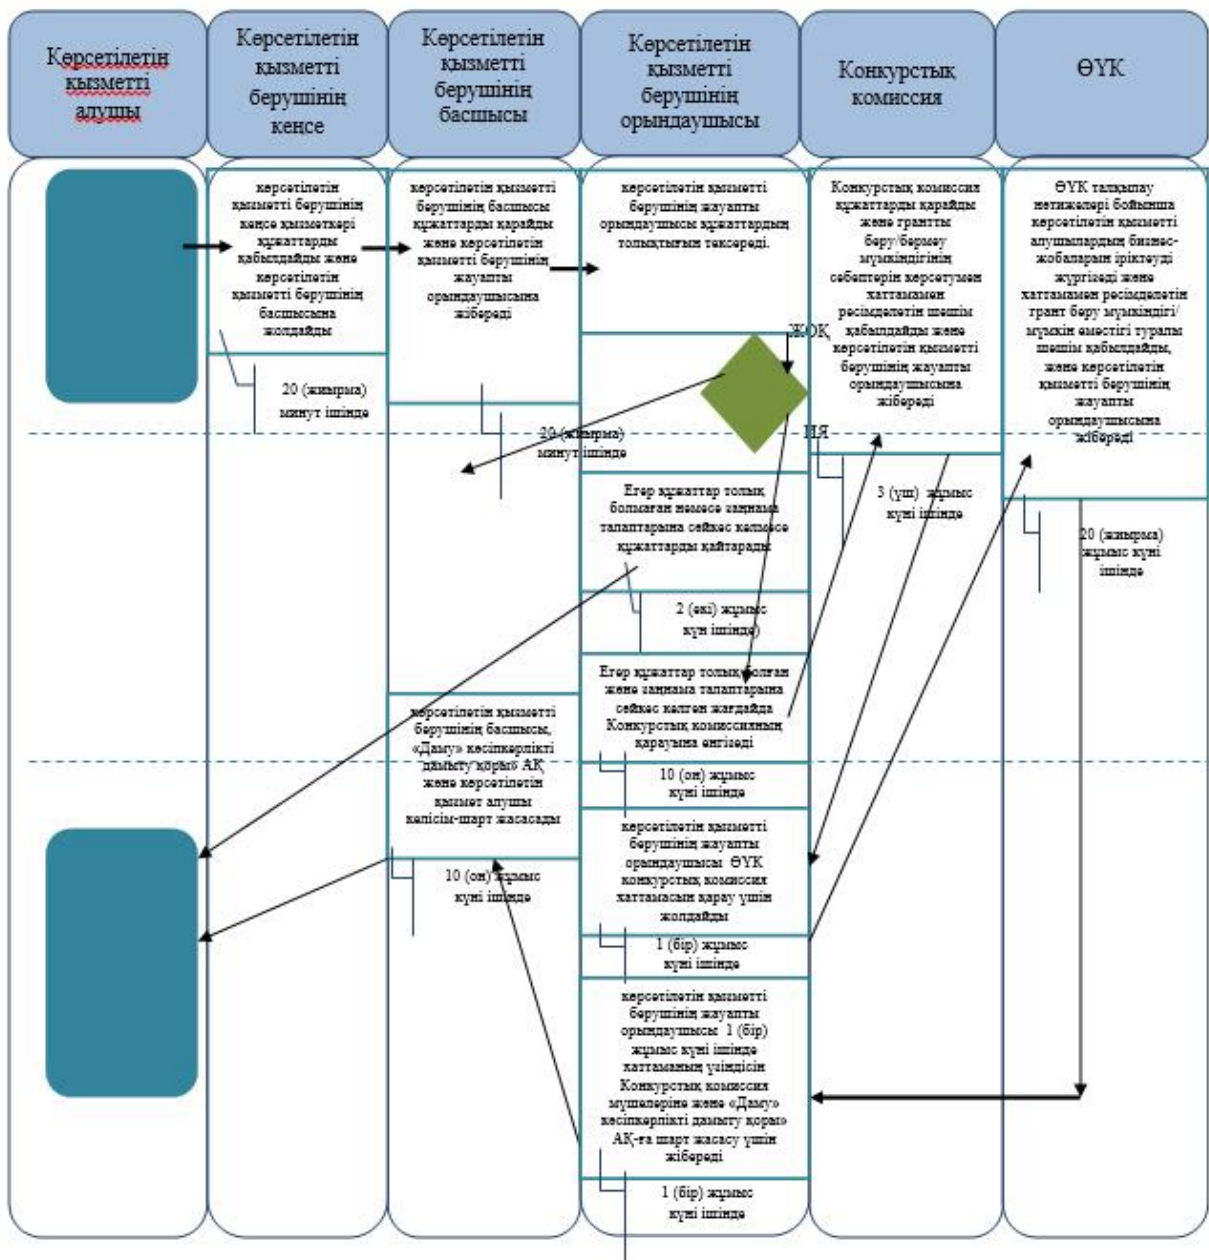 Көрсетілетін
қызметті
алушы
Көрсетілетін
қызметті
берушінің
кеңсе
Көрсетілетін
қызметті
берушінің
басшысы
Көрсетілетін
қызметті
берушінің
орындаушысы
Конкурстық
комиссия
ӨҮК
көрсетілетін
қызметті берушінің
кеңсе қызметкері
құжаттарды
қабылдайды және
көрсетілетін
қызметті берушінің
басшысына
жолдайды
20 (жиырма)
минут ішінде
көрсетілетін қызметті
берушінің басшысы
құжаттарды қарайды
және көрсетілетін
қызметті берушінің
жауапты
орындаушысына
жібереді
20 (жиырма)
минут ішінде
көрсетілетін қызметті
берушінің жауапты
орындаушысы құжаттардың
толықтығын тексереді.
ЖОҚ
ИЯ
Егер құжаттар толық
болмаған немесе заңнама
талаптарына сәйкес келмесе
құжаттарды қайтарады
2 (екі) жұмыс
күн ішінде)
Егер құжаттар толық болған
және заңнама талаптарына
сәйкес келген жағдайда
Конкурстық комиссияның
қарауына енгізеді
10 (он) жұмыс
күні ішінде
көрсетілетін қызметті
берушінің жауапты
орындаушысы ӨҮК
конкурстық комиссия
хаттамасын қарау үшін
жолдайды
1 (бір) жұмыс
күні ішінде
көрсетілетін қызметті
берушінің жауапты
орындаушысы 1 (бір)
жұмыс күні ішінде
хаттаманың үзіндісін
Конкурстық комиссия
мүшелеріне және «Даму»
кәсіпкерлікті дамыту қоры»
АҚ-ға шарт жасасу үшін
жібереді
1 (бір) жұмыс
күні ішінде
Конкурстық комиссия
құжаттарды қарайды
және грантты
беру/бермеу
мүмкіндігінің
себептерін көрсетумен
хаттамамен
ресімделетін шешім
қабылдайды және
көрсетілетін қызметті
берушінің жауапты
орындаушысына
жібереді
3 (үш) жұмыс
күні ішінде
ӨҮК талқылау
нәтижелері бойынша
көрсетілетін қызметті
алушылардың бизнес-
жобаларын іріктеуді
жүргізеді және
хаттамамен ресімделетін
грант беру мүмкіндігі/
мүмкін еместігі туралы
шешім қабылдайды,
және көрсетілетін
қызметті берушінің
жауапты
орындаушысына
жібереді
20 (жиырма)
жұмыс күні
ішінде
көрсетілетін қызметті
берушінің басшысы,
«Даму» кәсіпкерлікті
дамыту қоры» АҚ
және көрсетілетін
қызмет алушы
келісім-шарт жасасады
10 (он) жұмыс
күні ішінде